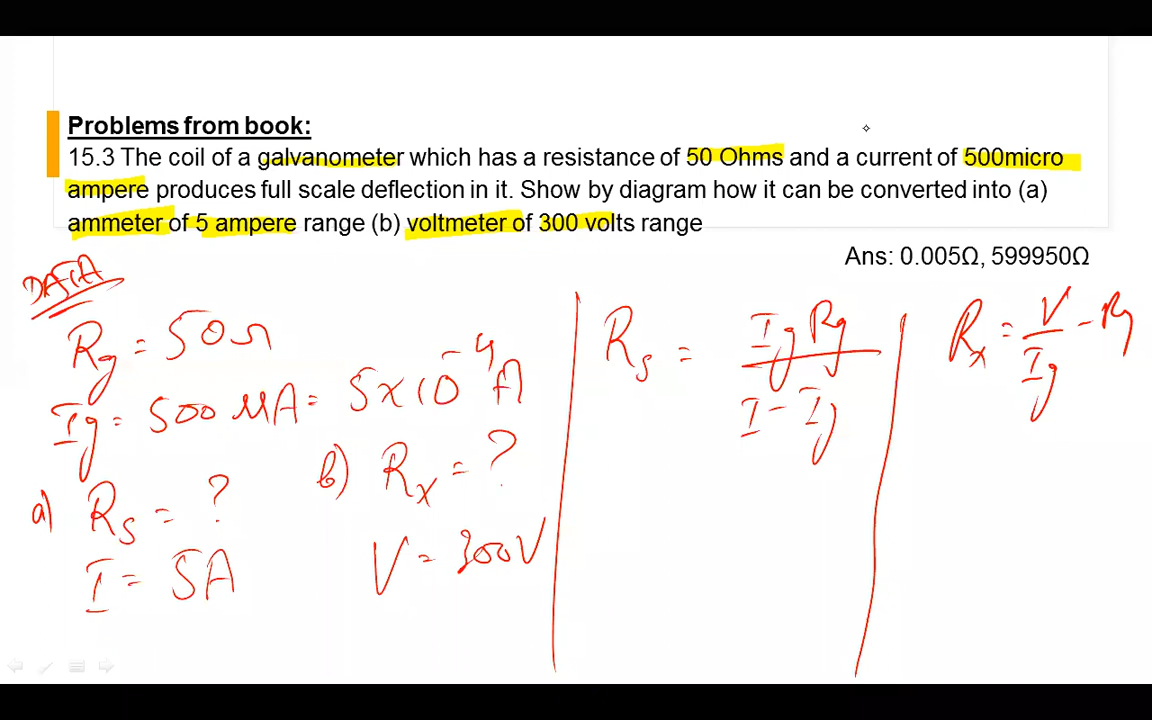 Problems from book:
15.3 The coil of a galvanometer which has a resistance of 50 Ohms and a current of 500micro
ampere produces full scale deflection in it. Show by diagram how it can be converted into (a)
ammeter of 5 ampere range (b) voltmeter of 300 volts range
Ans: 0.005Ω, 599950Ω
DATA
Rg = 50Ω
Ig = 500 μA = 5×10⁻⁴ A
a) Rs = ?
I = 5A
b) Rx = ?
V = 300V
Rs = IgRg / I - Ig
Rx = V / Ig - Rg